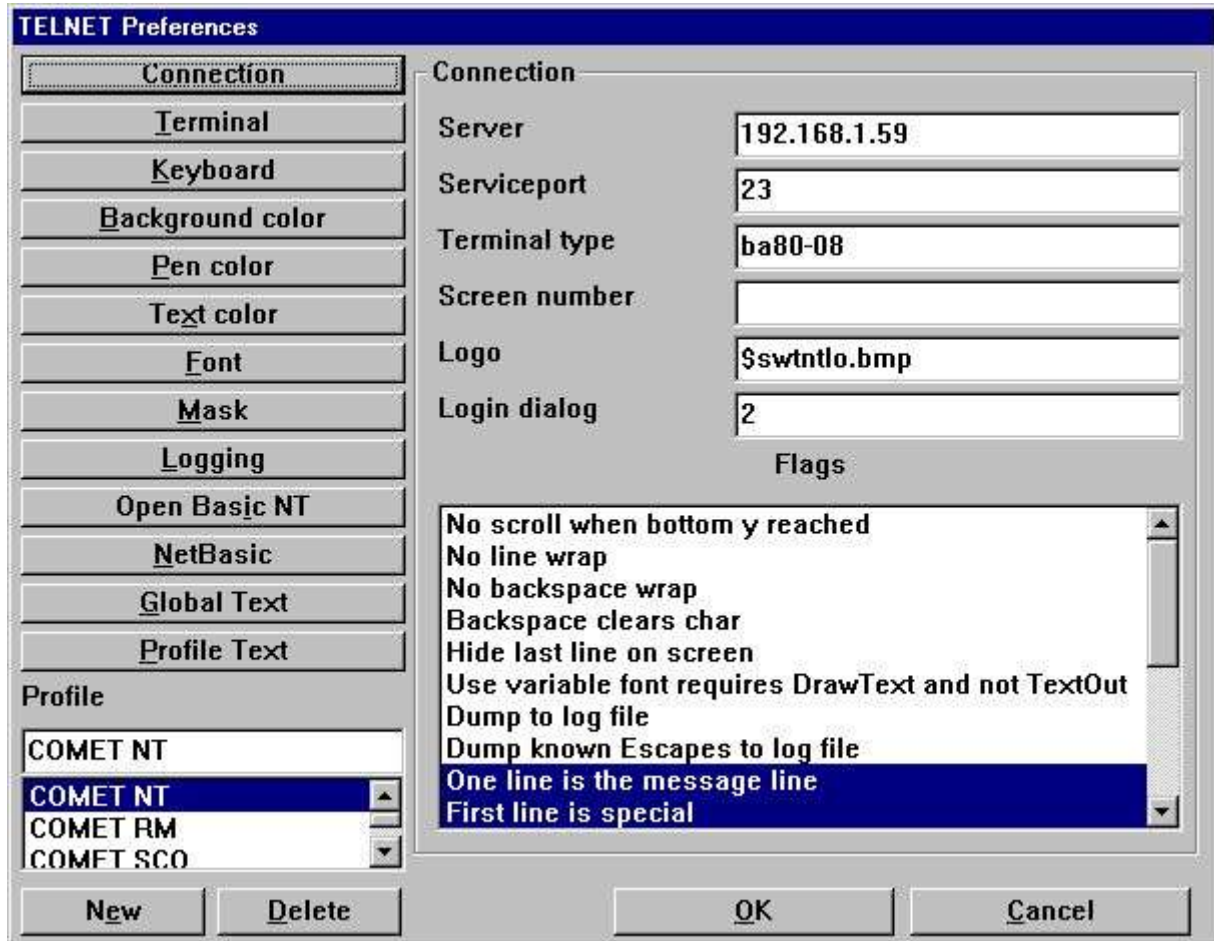 TELNET Preferences
Connection
Terminal
Keyboard
Background color
Pen color
Text color
Font
Mask
Logging
Open Basic NT
NetBasic
Global Text
Profile Text
Profile
COMET NT
COMET NT
COMET RM
COMET SCO
New
Delete
Connection
Server 192.168.1.59
Serviceport 23
Terminal type ba80-08
Screen number
Logo $swtntlo.bmp
Login dialog 2
Flags
No scroll when bottom y reached
No line wrap
No backspace wrap
Backspace clears char
Hide last line on screen
Use variable font requires DrawText and not TextOut
Dump to log file
Dump known Escapes to log file
One line is the message line
First line is special
OK
Cancel